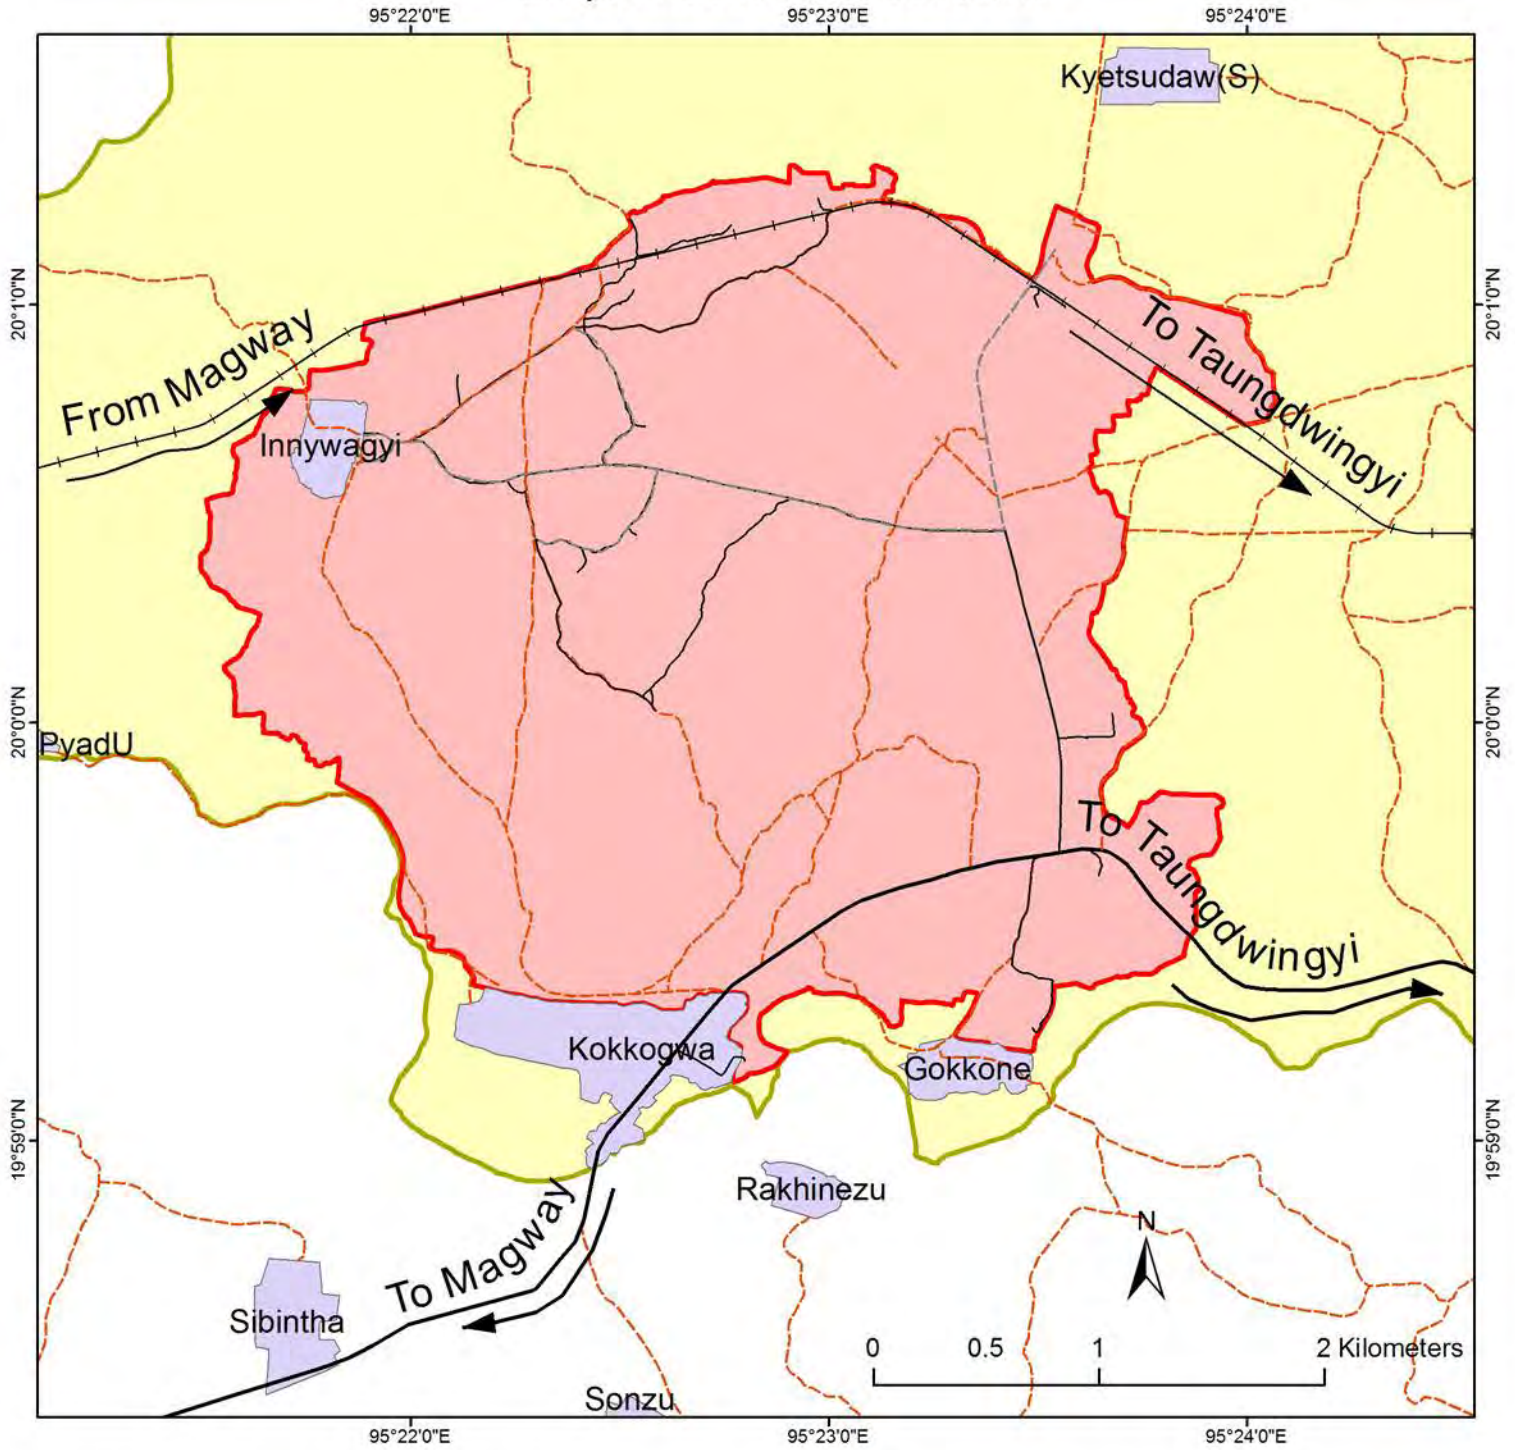 95°22'0"E 95°23'0"E 95°24'0"E
Kyetsudaw(S)
20°1'0"N
20°1'0"N
From Magway
To Taungdwingyi
Innywagyi
20°0'0"N
20°0'0"N
PyadU
To Taungdwingyi
Kokkogwa
Gokkone
19°59'0"N
19°59'0"N
Rakhinezu
N
To Magway
Sibintha
0 0.5 1 2 Kilometers
Sonzu
95°22'0"E 95°23'0"E 95°24'0"E